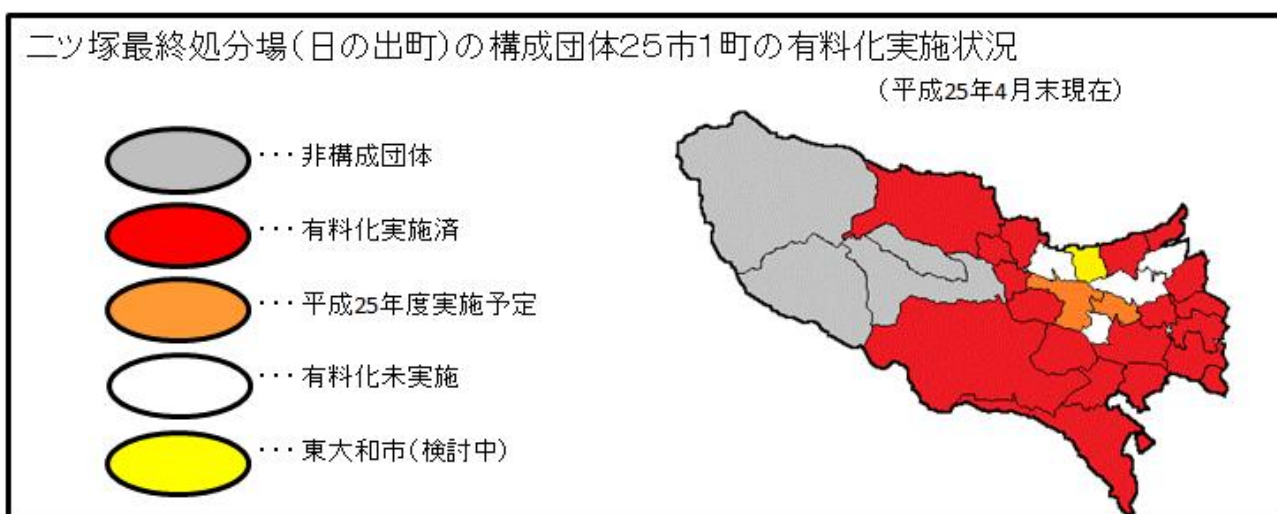 二ツ塚最終処分場(日の出町)の構成団体25市1町の有料化実施状況
(平成25年4月末現在)
･･･非構成団体
･･･有料化実施済
･･･平成25年度実施予定
･･･有料化未実施
･･･東大和市(検討中)